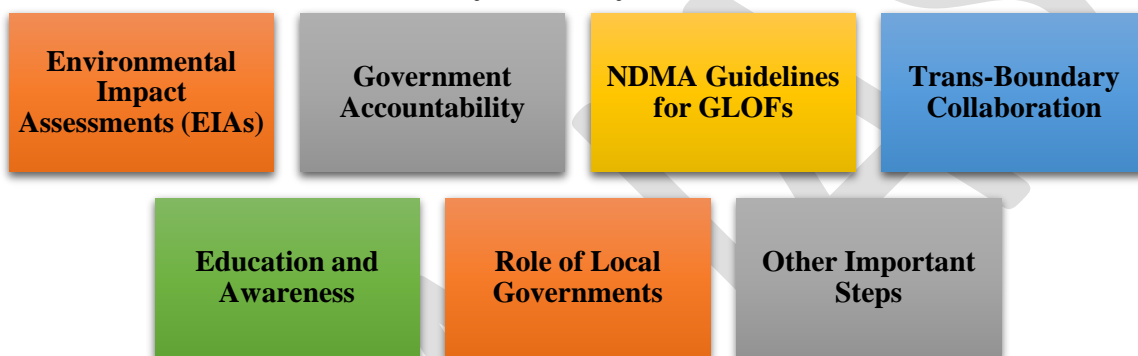 Environmental
Impact
Assessments (EIAs)
Government
Accountability
NDMA Guidelines
for GLOFs
Trans-Boundary
Collaboration
Education and
Awareness
Role of Local
Governments
Other Important
Steps